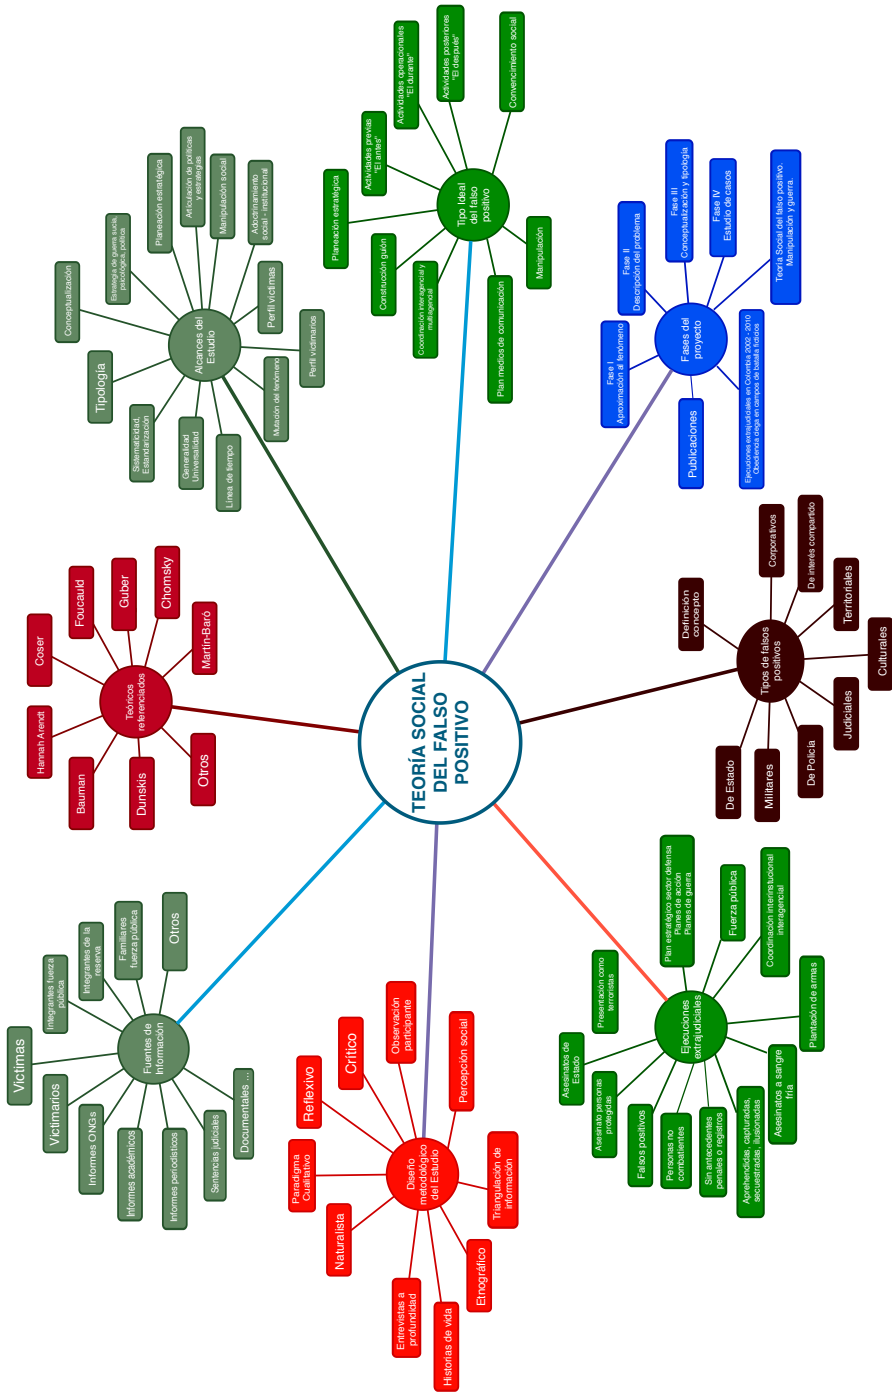 TEORÍA SOCIAL
DEL FALSO
POSITIVO
Fuentes de
Información
Víctimas
Victimarios
Informes ONGs
Informes académicos
Informes periodísticos
Sentencias judiciales
Documentales ...
Integrantes fuerza
pública
Integrantes de la
reserva
Familiares
fuerza pública
Otros
Teóricos
referenciados
Hannah Arendt
Bauman
Dunskis
Otros
Coser
Foucauld
Guber
Chomsky
Martín-Baró
Alcances del
Estudio
Conceptualización
Tipología
Sistematicidad,
Estandarización
Generalidad
Universalidad
Línea de tiempo
Mutación del fenómeno
Perfil victimarios
Perfil víctimas
Adoctrinamiento
social - institucional
Manipulación social
Articulación de políticas
y estrategias
Planeación estratégica
Estrategia de guerra sucia,
psicológica, política
Tipo Ideal
del falso
positivo
Planeación estratégica
Actividades previas
"El antes"
Actividades operacionales
"El durante"
Actividades posteriores
"El después"
Convencimiento social
Manipulación
Plan medios de comunicación
Coordinación interagencial y
multiagencial
Construcción guión
Fases del
proyecto
Fase I
Aproximación al fenómeno
Fase II
Descripción del problema
Fase III
Conceptualización y tipología
Fase IV
Estudio de casos
Teoría Social del falso positivo.
Manipulación y guerra.
Ejecuciones extrajudiciales en Colombia 2002 - 2010
Obediencia ciega en campos de batalla ficticios
Publicaciones
Tipos de falsos
positivos
Definición
concepto
Corporativos
De interés compartido
Territoriales
Culturales
Judiciales
De Policía
Militares
De Estado
Ejecuciones
extrajudiciales
Presentación como
terroristas
Asesinatos de
Estado
Asesinato personas
protegidas
Falsos positivos
Personas no
combatientes
Sin antecedentes
penales o registros
Aprehendidas, capturadas,
secuestradas, ilusionadas
Asesinatos a sangre
fría
Plantación de armas
Coordinación interinstucional
interagencial
Fuerza pública
Plan estratégico sector defensa
Planes de acción
Planes de guerra
Diseño
metodológico
del Estudio
Paradigma
Cualitativo
Reflexivo
Crítico
Observación
participante
Percepción social
Triangulación de
información
Etnográfico
Historias de vida
Entrevistas a
profundidad
Naturalista